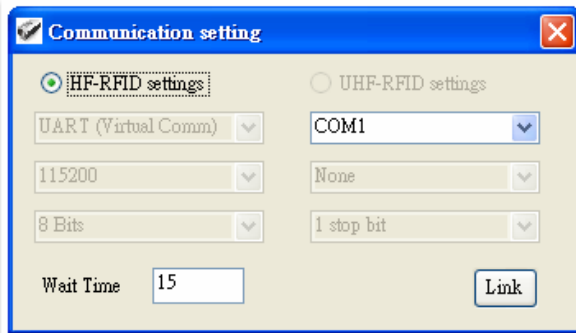 Communication setting
HF-RFID settings UHF-RFID settings
UART (Virtual Comm) COM1
115200 None
8 Bits 1 stop bit
Wait Time 15 Link